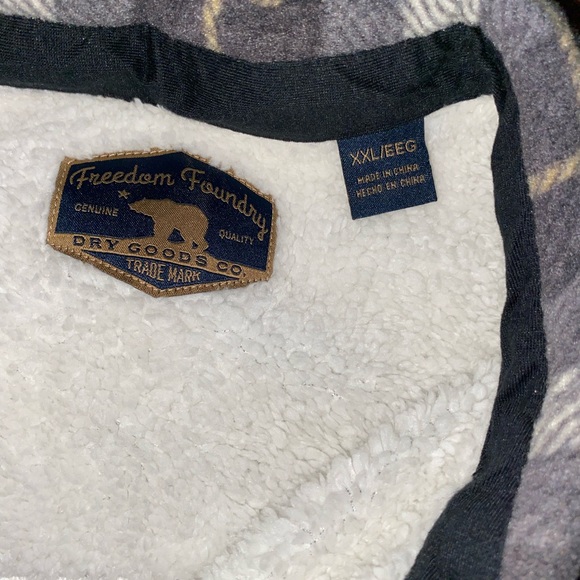 Freedom Foundry
GENUINE
QUALITY
DRY GOODS CO.
TRADE MARK
XXL/EEG
MADE IN CHINA
HECHO EN CHINA